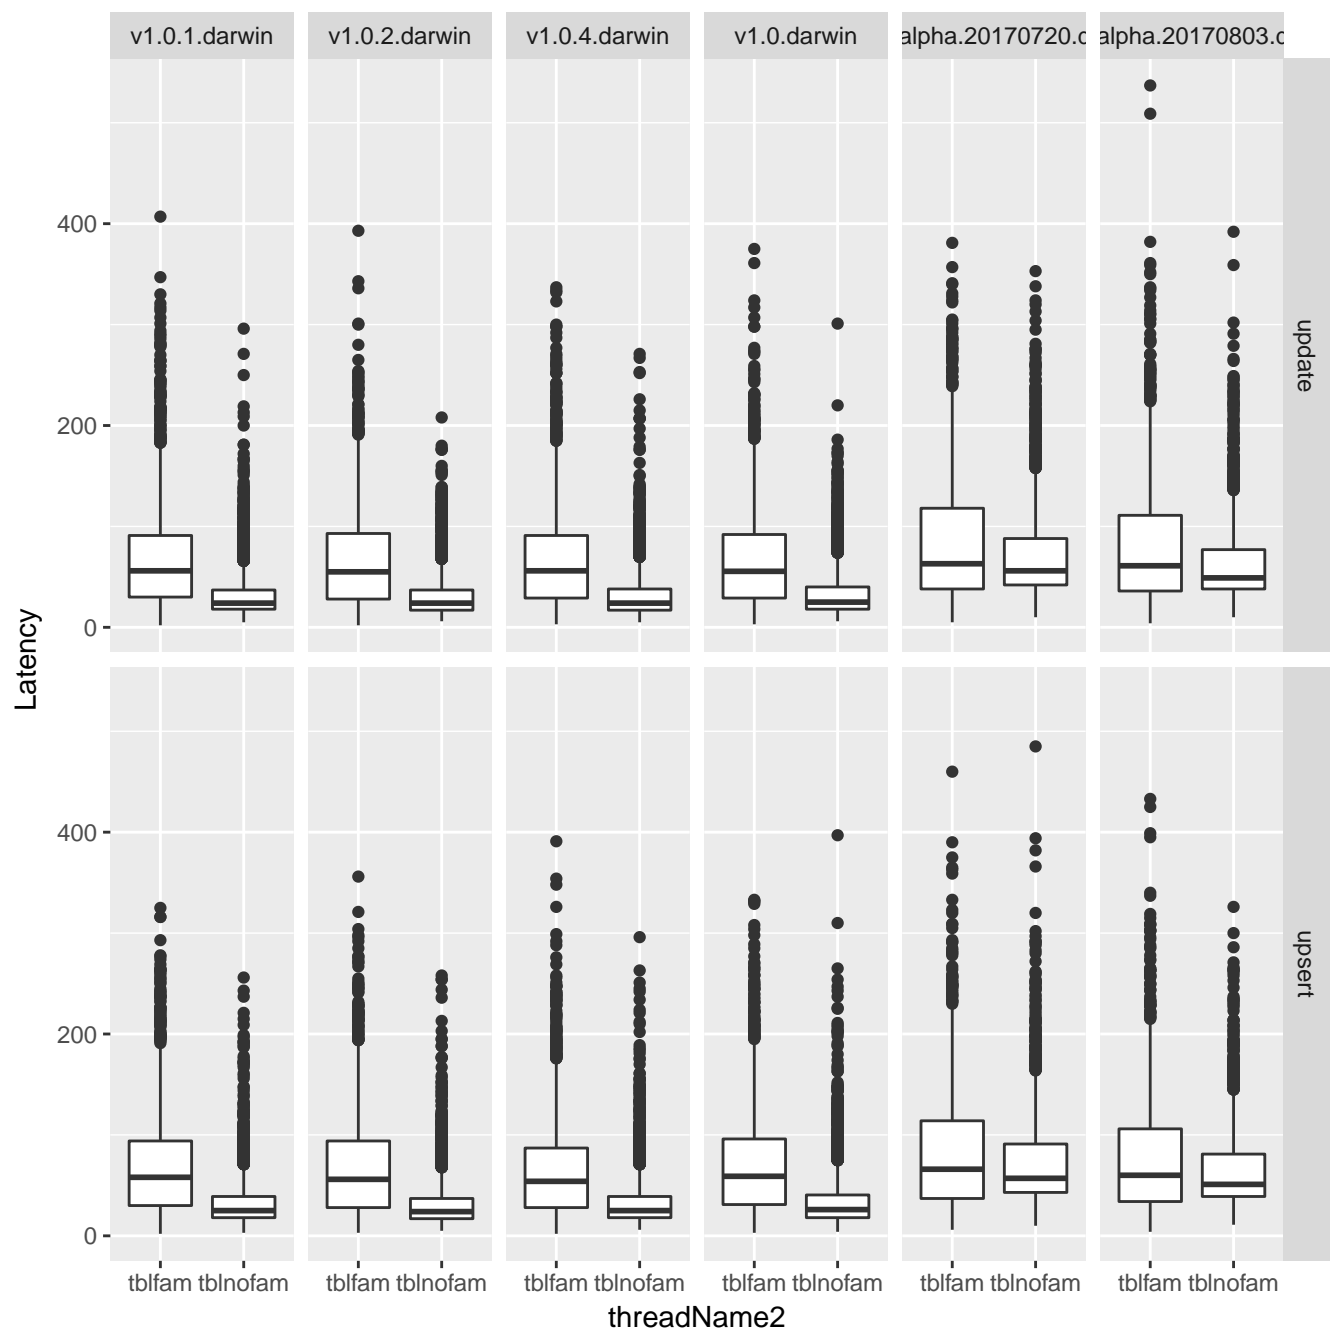 v1.0.1.darwin v1.0.2.darwin v1.0.4.darwin v1.0.darwin alpha.20170720.d alpha.20170803.d
400
200
0
update
400
200
0
upsert
Latency
tblfam tblnofam tblfam tblnofam tblfam tblnofam tblfam tblnofam tblfam tblnofam tblfam tblnofam
threadName2